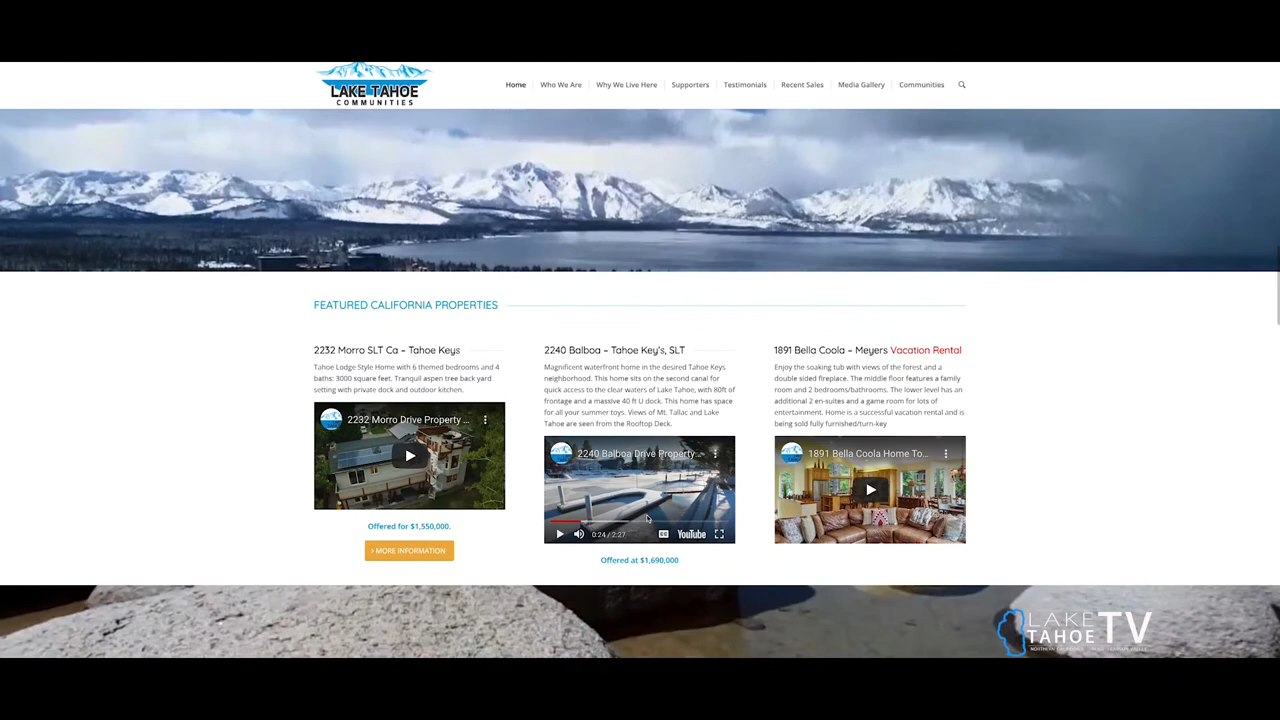 LAKE TAHOE
COMMUNITIES
Home
Who We Are
Why We Live Here
Supporters
Testimonials
Recent Sales
Media Gallery
Communities
FEATURED CALIFORNIA PROPERTIES
2232 Morro SLT Ca – Tahoe Keys
Tahoe Lodge Style Home with 6 themed bedrooms and 4
baths: 3000 square feet. Tranquil aspen tree back yard
setting with private dock and outdoor kitchen.
2232 Morro Drive Property ...
Offered for $1,550,000.
› MORE INFORMATION
2240 Balboa – Tahoe Key's, SLT
Magnificent waterfront home in the desired Tahoe Keys
neighborhood. This home sits on the second canal for
quick access to the clear waters of Lake Tahoe, with 80ft of
frontage and a massive 40 ft U dock. This home has space
for all your summer toys. Views of Mt. Tallac and Lake
Tahoe are seen from the Rooftop Deck.
2240 Balboa Drive Property...
0:24 / 2:27
CC
YouTube
Offered at $1,690,000
1891 Bella Coola – Meyers Vacation Rental
Enjoy the soaking tub with views of the forest and a
double sided fireplace. The middle floor features a family
room and 2 bedrooms/bathrooms. The lower level has an
additional 2 en-suites and a game room for lots of
entertainment. Home is a successful vacation rental and is
being sold fully furnished/turn-key
1891 Bella Coola Home To...
LAKE
TAHOE TV